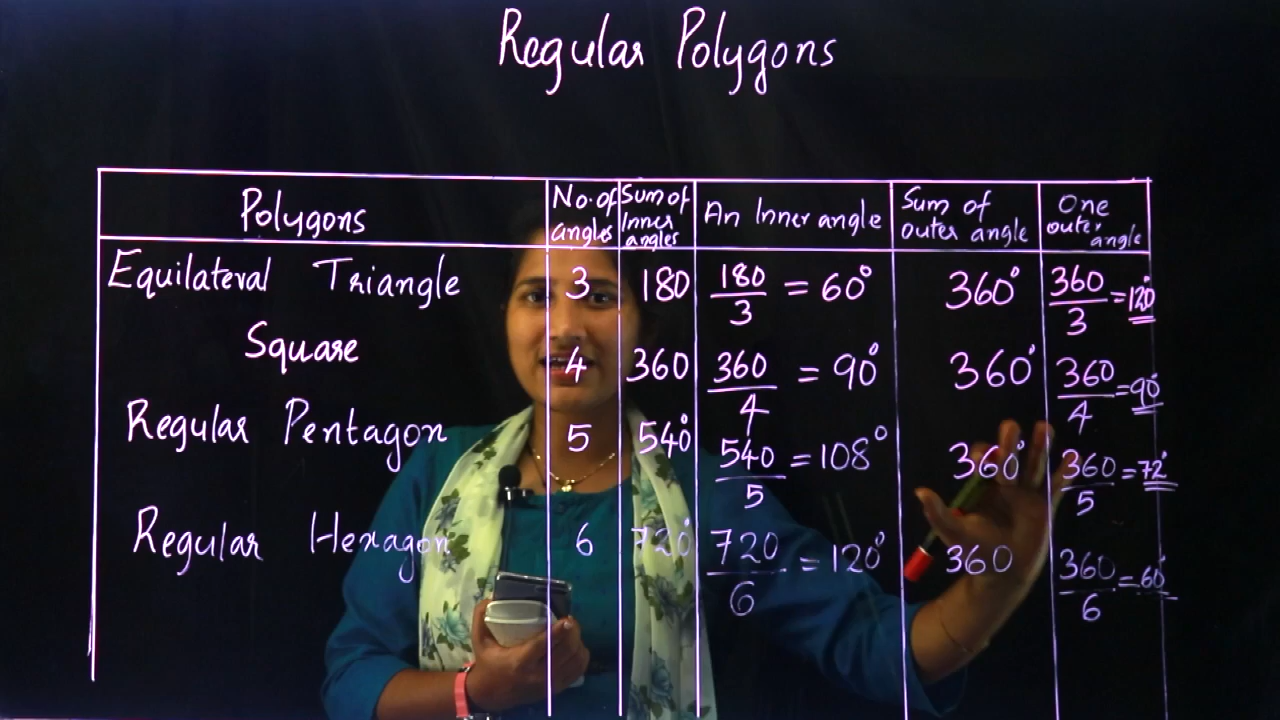 Regular Polygons
Polygons No. of angles Sum of Inner angles An Inner angle Sum of outer angle One outer angle
Equilateral Triangle 3 180 180/3 = 60° 360° 360/3 = 120°
Square 4 360 360/4 = 90° 360° 360/4 = 90°
Regular Pentagon 5 540° 540/5 = 108° 360° 360/5 = 72°
Regular Hexagon 6 720° 720/6 = 120° 360 360/6 = 60°